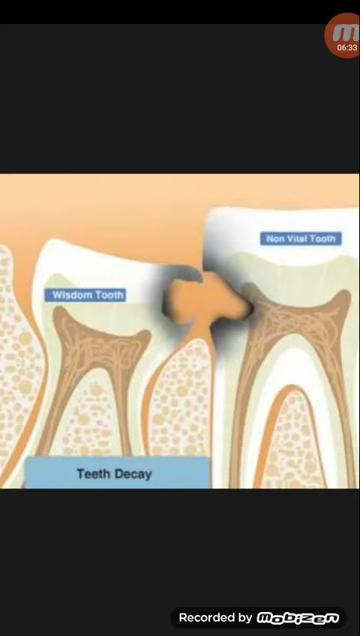 06:33
Non Vital Tooth
Wisdom Tooth
Teeth Decay
Recorded by Mobizen